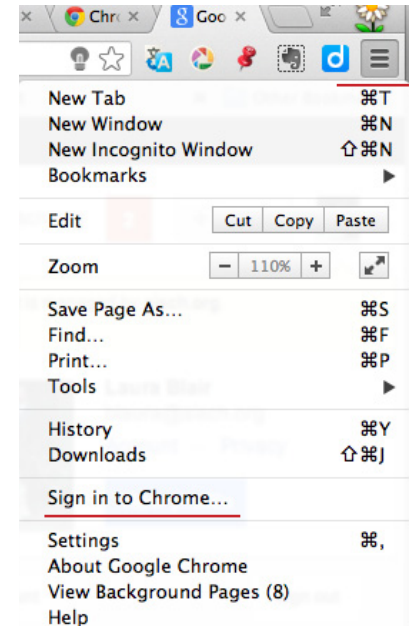 Chr
Goo
New Tab ⌘T
New Window ⌘N
New Incognito Window ⇧⌘N
Bookmarks ▶
Edit Cut Copy Paste
Zoom − 110% +
Save Page As... ⌘S
Find... ⌘F
Print... ⌘P
Tools ▶
History ⌘Y
Downloads ⇧⌘J
Sign in to Chrome...
Settings ⌘,
About Google Chrome
View Background Pages (8)
Help